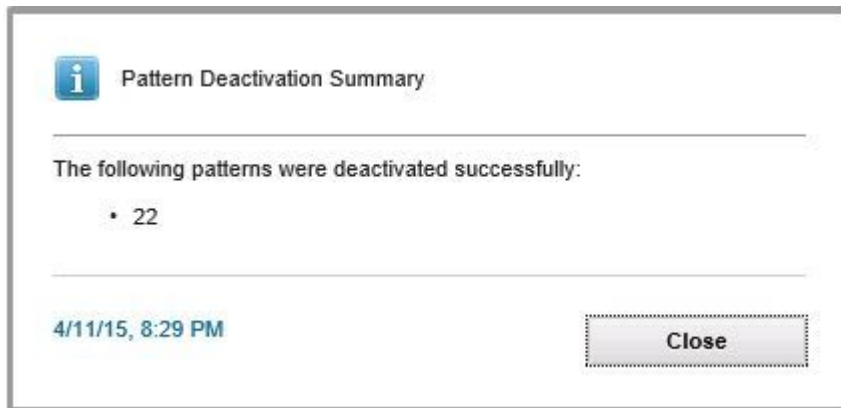 Pattern Deactivation Summary
The following patterns were deactivated successfully:
• 22
4/11/15, 8:29 PM
Close